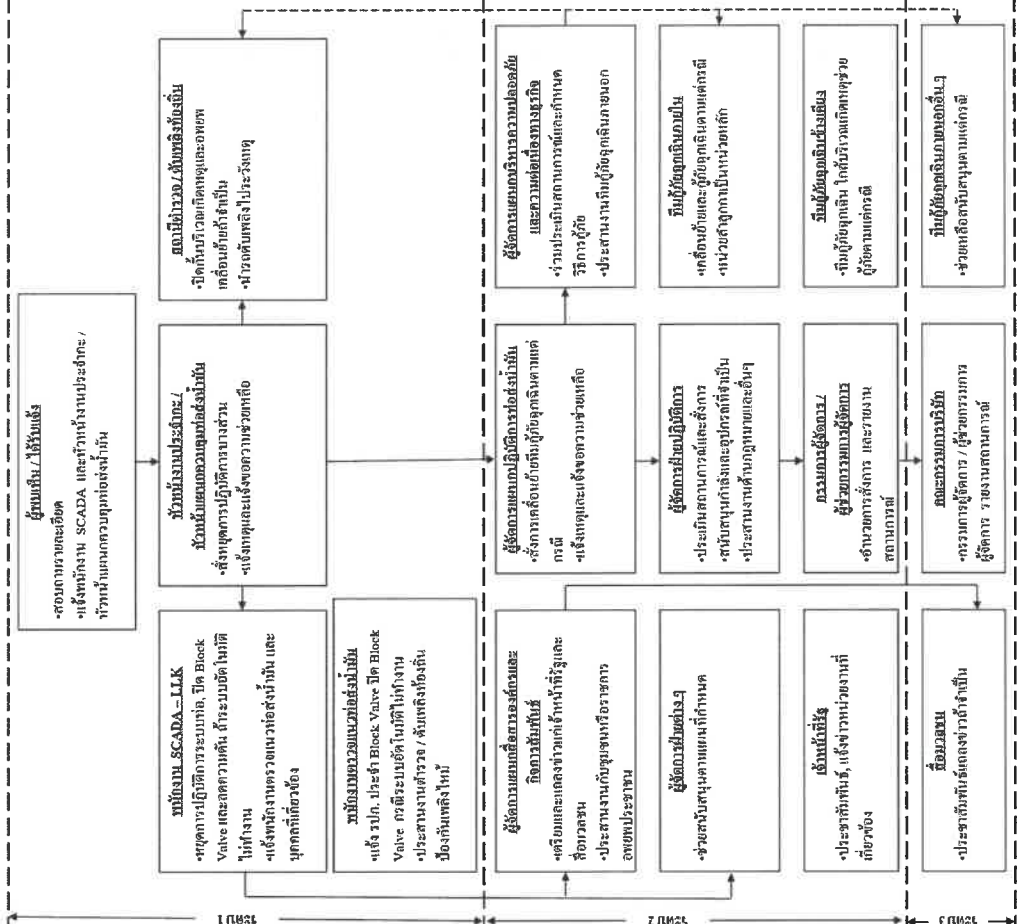 ผู้พบเห็น / ได้รับแจ้ง
•สอบถามรายละเอียด
•แจ้งพนักงาน SCADA และหัวหน้างานประจำกะ /
หัวหน้าแผนกควบคุมท่อส่งน้ำมัน
พนักงาน SCADA – LLK
•หยุดการปฏิบัติการระบบท่อ, ปิด Block
Valve และลดความดัน ถ้าระบบอัตโนมัติ
ไม่ทำงาน
•แจ้งพนักงานตรวจแนวท่อส่งน้ำมัน และ
บุคคลที่เกี่ยวข้อง
หัวหน้างานประจำกะ /
หัวหน้าแผนกควบคุมท่อส่งน้ำมัน
•สั่งหยุดการปฏิบัติการบางส่วน
•แจ้งเหตุและแจ้งขอความช่วยเหลือ
สถานีตำรวจ / ดับเพลิงท้องถิ่น
•ปิดกั้นบริเวณเกิดเหตุและอพยพ
เคลื่อนย้ายถ้าจำเป็น
•นำรถดับเพลิงไประวังเหตุ
พนักงานตรวจแนวท่อส่งน้ำมัน
•แจ้ง รปภ. ประจำ Block Valve ปิด Block
Valve กรณีระบบอัตโนมัติไม่ทำงาน
•ประสานงานตำรวจ / ดับเพลิงท้องถิ่น
ป้องกันเพลิงไหม้
ระดับ 1
ผู้จัดการแผนกสื่อสารองค์กรและ
กิจการสัมพันธ์
•เตรียมและแถลงข่าวแก่เจ้าหน้าที่รัฐและ
สื่อมวลชน
•ประสานงานกับชุมชนหรือราชการ
อพยพประชาชน
ผู้จัดการแผนกปฏิบัติการท่อส่งน้ำมัน
•สั่งการเคลื่อนย้ายทีมกู้ภัยฉุกเฉินตามแต่
กรณี
•แจ้งเหตุและแจ้งขอความช่วยเหลือ
ผู้จัดการแผนกบริหารความปลอดภัย
และความต่อเนื่องทางธุรกิจ
•ร่วมประเมินสถานการณ์และกำหนด
วิธีการกู้ภัย
•ประสานงานทีมกู้ภัยฉุกเฉินภายนอก
ผู้จัดการฝ่ายต่าง ๆ
•ช่วยสนับสนุนตามแผนที่กำหนด
ผู้จัดการฝ่ายปฏิบัติการ
•ประเมินสถานการณ์และสั่งการ
•สนับสนุนกำลังและอุปกรณ์ที่จำเป็น
•ประสานงานด้านกฎหมายและอื่นๆ
ทีมกู้ภัยฉุกเฉินภายใน
•เคลื่อนย้ายและกู้ภัยฉุกเฉินตามแต่กรณี
•หน่วยลำลูกกาเป็นหน่วยหลัก
เจ้าหน้าที่รัฐ
•ประชาสัมพันธ์, แจ้งข่าวหน่วยงานที่
เกี่ยวข้อง
กรรมการผู้จัดการ /
ผู้ช่วยกรรมการผู้จัดการ
•อำนวยการสั่งการ และรายงาน
สถานการณ์
ทีมกู้ภัยฉุกเฉินข้างเคียง
•ทีมกู้ภัยฉุกเฉิน ใกล้บริเวณเกิดเหตุช่วย
กู้ภัยตามแต่กรณี
ระดับ 2
สื่อมวลชน
•ประชาสัมพันธ์แถลงข่าวถ้าจำเป็น
คณะกรรมการบริษัท
•กรรมการผู้จัดการ / ผู้ช่วยกรรมการ
ผู้จัดการ รายงานสถานการณ์
ทีมกู้ภัยฉุกเฉินภายนอกอื่น ๆ
•ช่วยเหลือสนับสนุนตามแต่กรณี
ระดับ 3